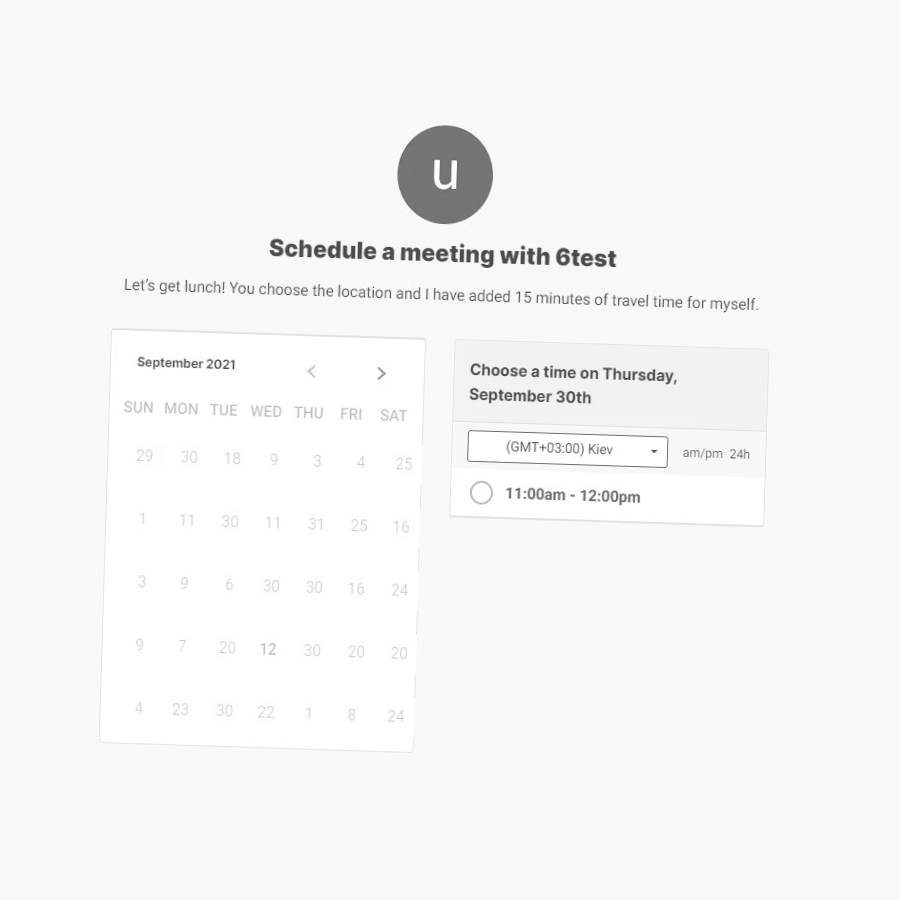 u
Schedule a meeting with 6test
Let's get lunch! You choose the location and I have added 15 minutes of travel time for myself.
September 2021
SUN MON TUE WED THU FRI SAT
29 30 18 9 3 4 25
1 11 30 11 31 25 16
3 9 6 30 30 16 24
9 7 20 12 30 20 20
4 23 30 22 1 8 24
Choose a time on Thursday,
September 30th
(GMT+03:00) Kiev am/pm 24h
11:00am - 12:00pm